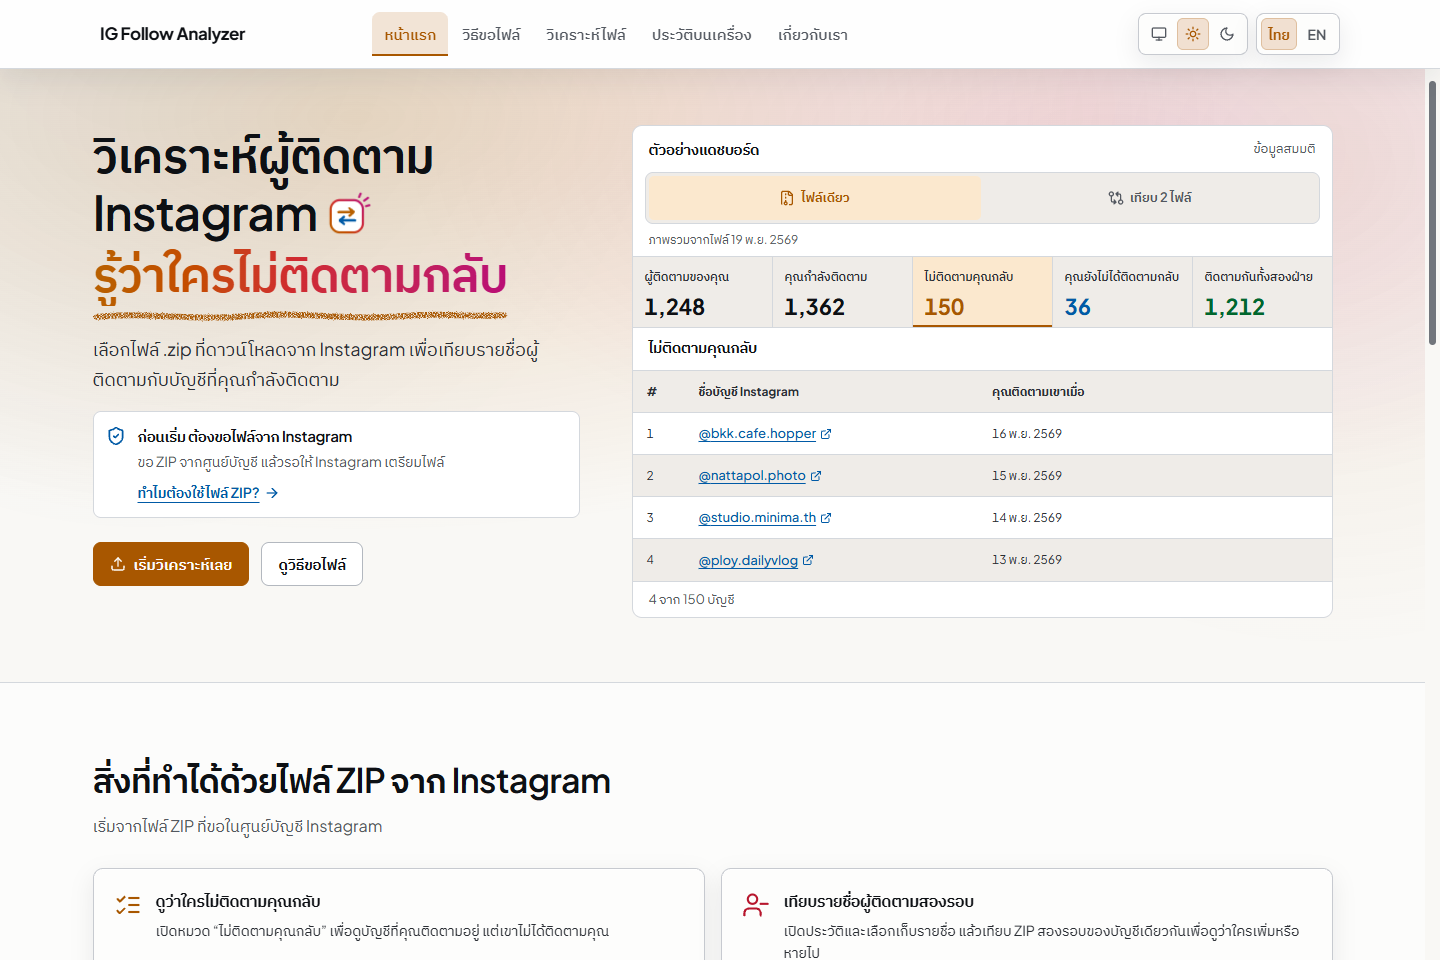 IG Follow Analyzer
หน้าแรก
วิธีขอไฟล์
วิเคราะห์ไฟล์
ประวัติบนเครื่อง
เกี่ยวกับเรา
ไทย
EN
วิเคราะห์ผู้ติดตาม
Instagram
รู้ว่าใครไม่ติดตามกลับ
เลือกไฟล์ .zip ที่ดาวน์โหลดจาก Instagram เพื่อเทียบรายชื่อผู้
ติดตามกับบัญชีที่คุณกำลังติดตาม
ก่อนเริ่ม ต้องขอไฟล์จาก Instagram
ขอ ZIP จากศูนย์บัญชี แล้วรอให้ Instagram เตรียมไฟล์
ทำไมต้องใช้ไฟล์ ZIP?
เริ่มวิเคราะห์เลย
ดูวิธีขอไฟล์
ตัวอย่างแดชบอร์ด
ข้อมูลสมมติ
ไฟล์เดียว
เทียบ 2 ไฟล์
ภาพรวมจากไฟล์ 19 พ.ย. 2569
ผู้ติดตามของคุณ
1,248
คุณกำลังติดตาม
1,362
ไม่ติดตามคุณกลับ
150
คุณยังไม่ได้ติดตามกลับ
36
ติดตามกันทั้งสองฝ่าย
1,212
ไม่ติดตามคุณกลับ
# ชื่อบัญชี Instagram คุณติดตามเขาเมื่อ
1 @bkk.cafe.hopper 16 พ.ย. 2569
2 @nattapol.photo 15 พ.ย. 2569
3 @studio.minima.th 14 พ.ย. 2569
4 @ploy.dailyvlog 13 พ.ย. 2569
4 จาก 150 บัญชี
สิ่งที่ทำได้ด้วยไฟล์ ZIP จาก Instagram
เริ่มจากไฟล์ ZIP ที่ขอในศูนย์บัญชี Instagram
ดูว่าใครไม่ติดตามคุณกลับ
เปิดหมวด “ไม่ติดตามคุณกลับ” เพื่อดูบัญชีที่คุณติดตามอยู่ แต่เขาไม่ได้ติดตามคุณ
เทียบรายชื่อผู้ติดตามสองรอบ
เปิดประวัติและเลือกเก็บรายชื่อ แล้วเทียบ ZIP สองรอบของบัญชีเดียวกันเพื่อดูว่าใครเพิ่มหรือ
หายไป